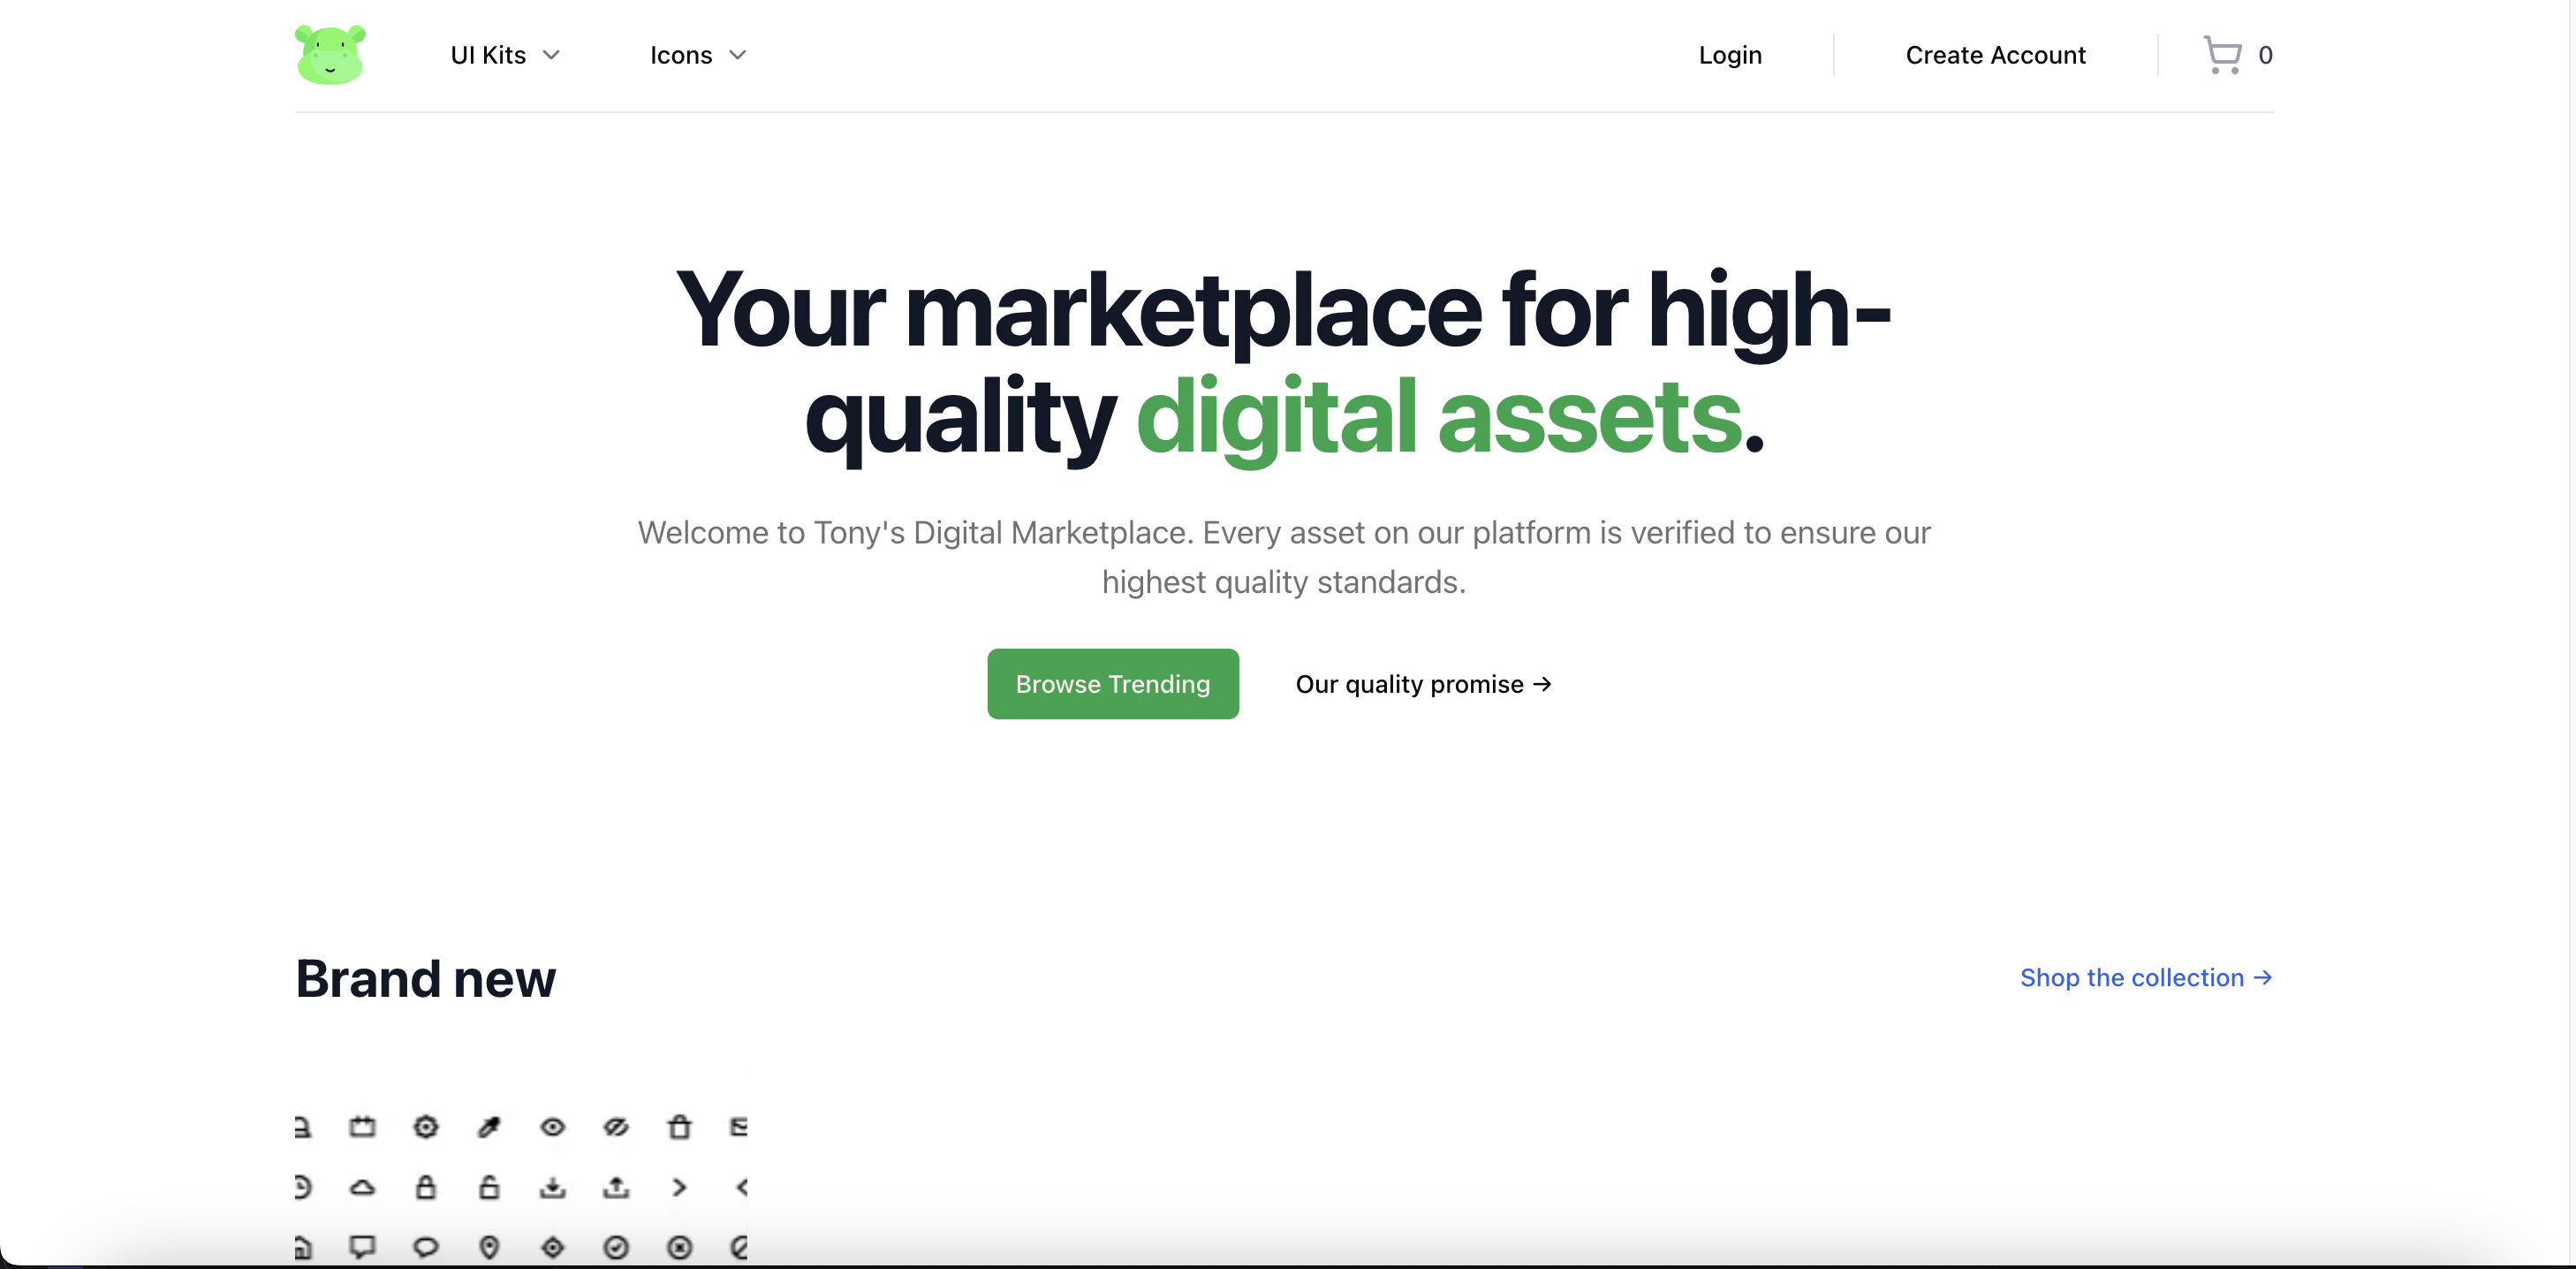 UI Kits
Icons
Login
Create Account
0
Your marketplace for high-
quality digital assets.
Welcome to Tony's Digital Marketplace. Every asset on our platform is verified to ensure our
highest quality standards.
Browse Trending
Our quality promise →
Brand new
Shop the collection →